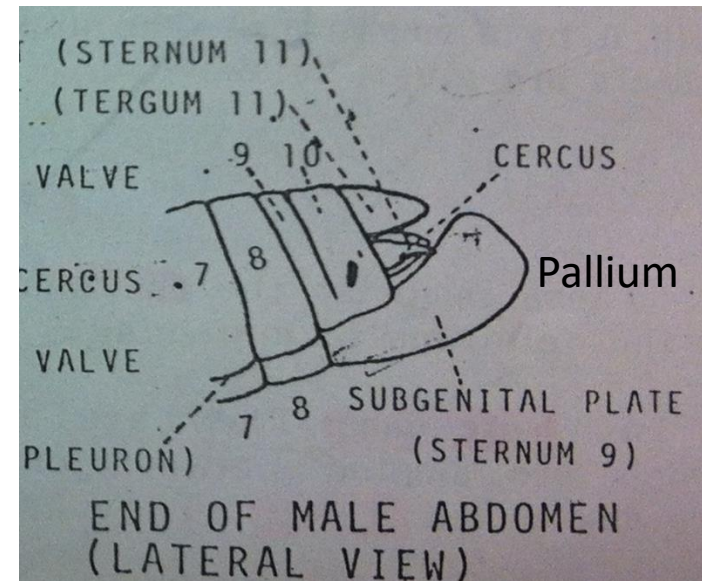 (STERNUM 11)
(TERGUM 11)
9 10
CERCUS
VALVE
7 8
CERCUS
Pallium
VALVE
7 8
SUBGENITAL PLATE
(STERNUM 9)
PLEURON)
END OF MALE ABDOMEN
(LATERAL VIEW)